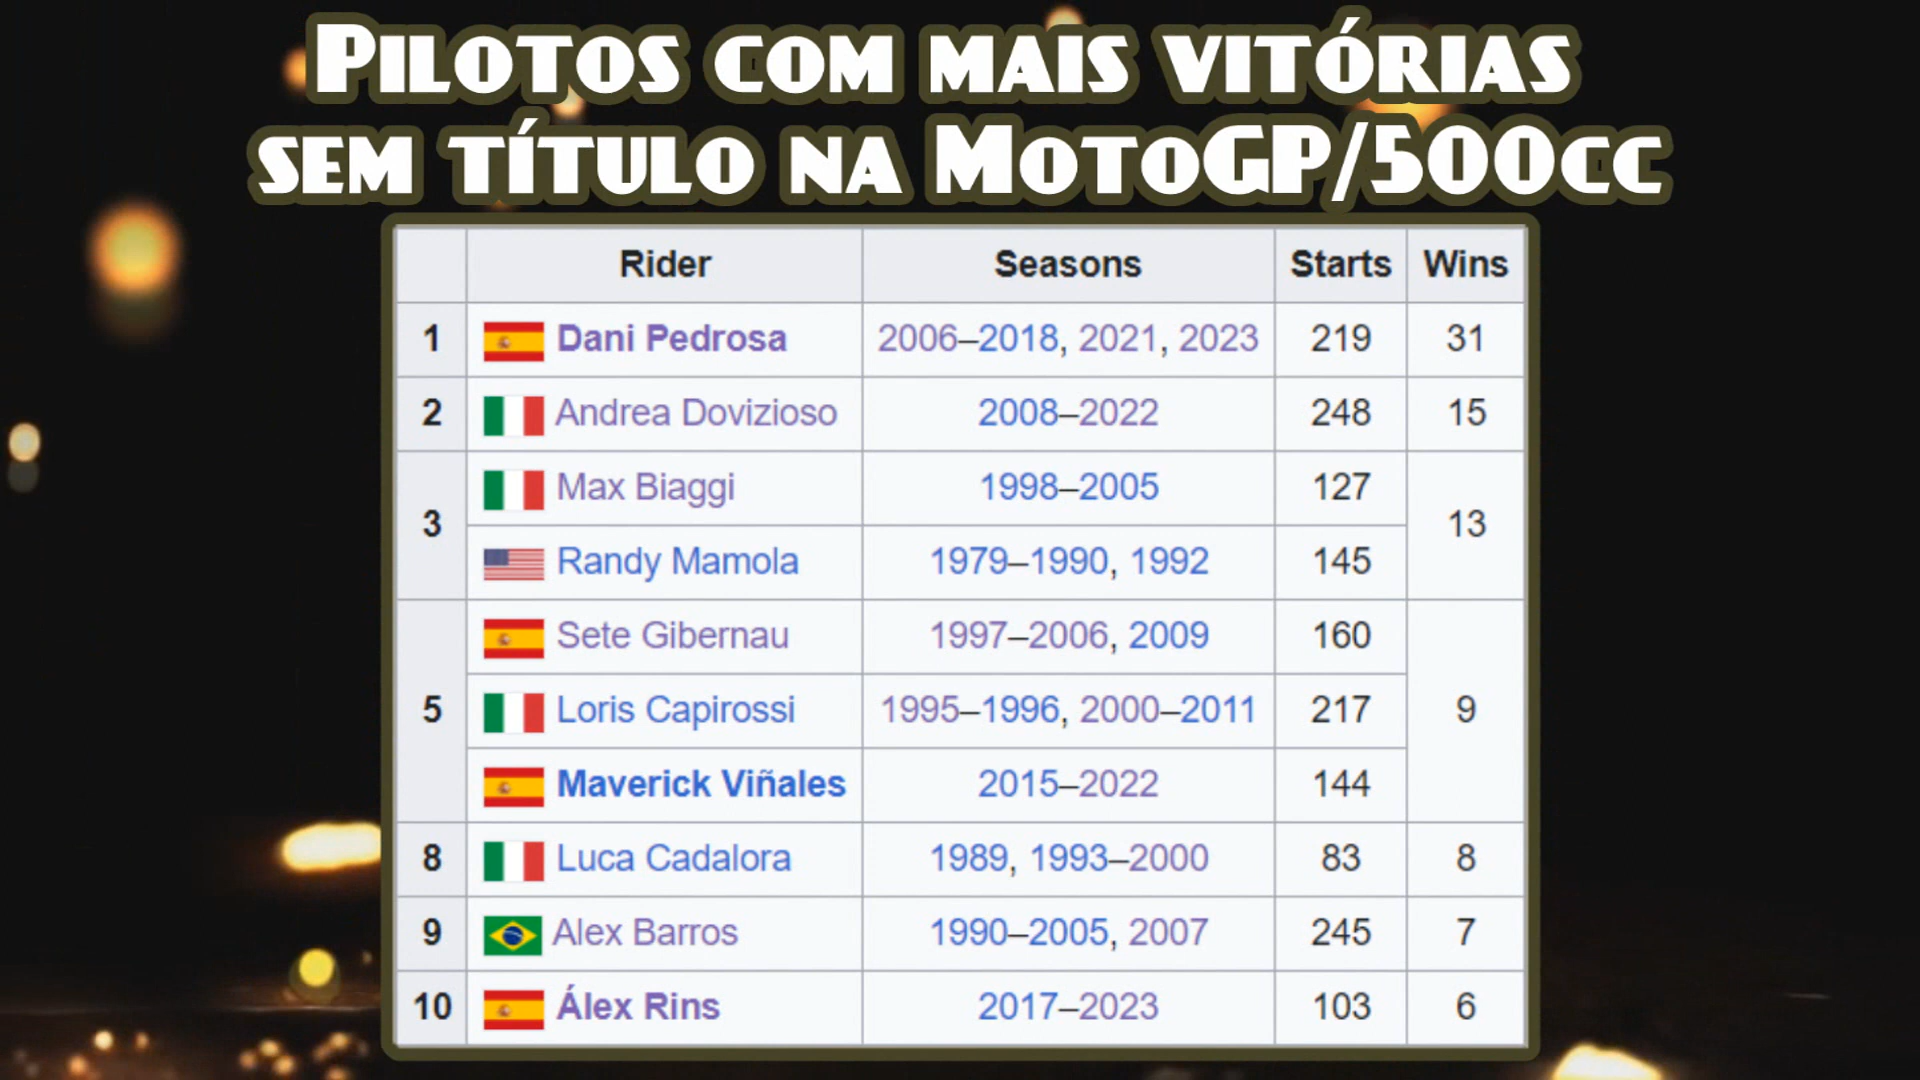 Pilotos com mais vitórias
sem título na MotoGP/500cc
Rider Seasons Starts Wins
1 Dani Pedrosa 2006–2018, 2021, 2023 219 31
2 Andrea Dovizioso 2008–2022 248 15
3 Max Biaggi 1998–2005 127 13
Randy Mamola 1979–1990, 1992 145
5 Sete Gibernau 1997–2006, 2009 160 9
Loris Capirossi 1995–1996, 2000–2011 217
Maverick Viñales 2015–2022 144
8 Luca Cadalora 1989, 1993–2000 83 8
9 Alex Barros 1990–2005, 2007 245 7
10 Álex Rins 2017–2023 103 6